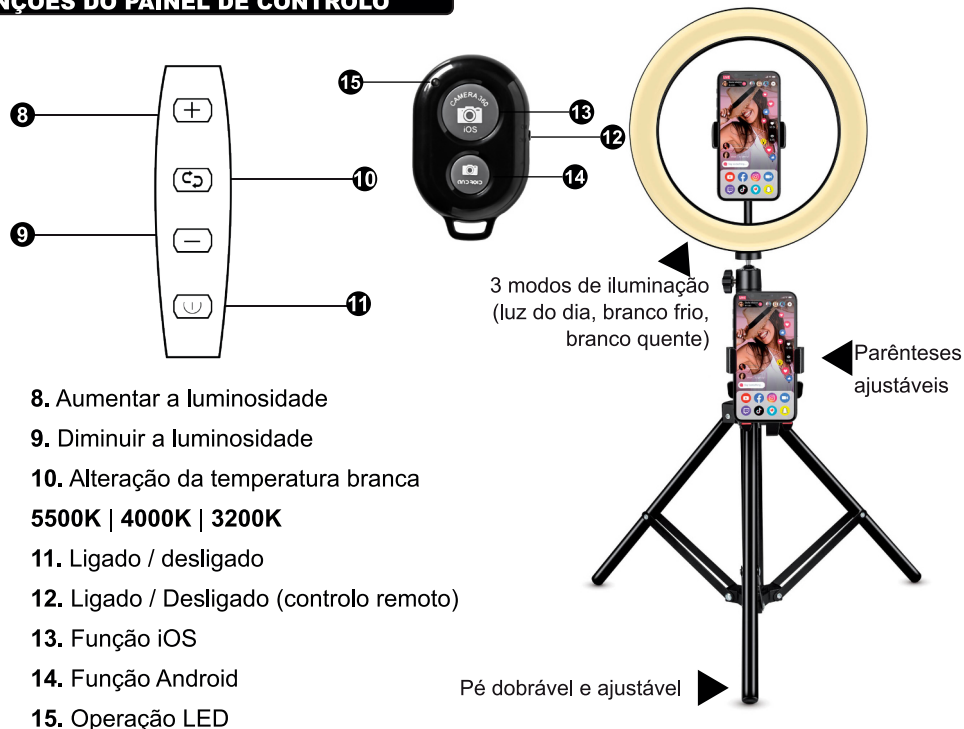 NÇÕES DO PAINEL DE CONTROLO
8
10
9
11
15
13
12
14
CAMERA 360
iOS
ANDROID
3 modos de iluminação
(luz do dia, branco frio,
branco quente)
Parênteses
ajustáveis
8. Aumentar a luminosidade
9. Diminuir a luminosidade
10. Alteração da temperatura branca
5500K | 4000K | 3200K
11. Ligado / desligado
12. Ligado / Desligado (controlo remoto)
13. Função iOS
14. Função Android
15. Operação LED
Pé dobrável e ajustável